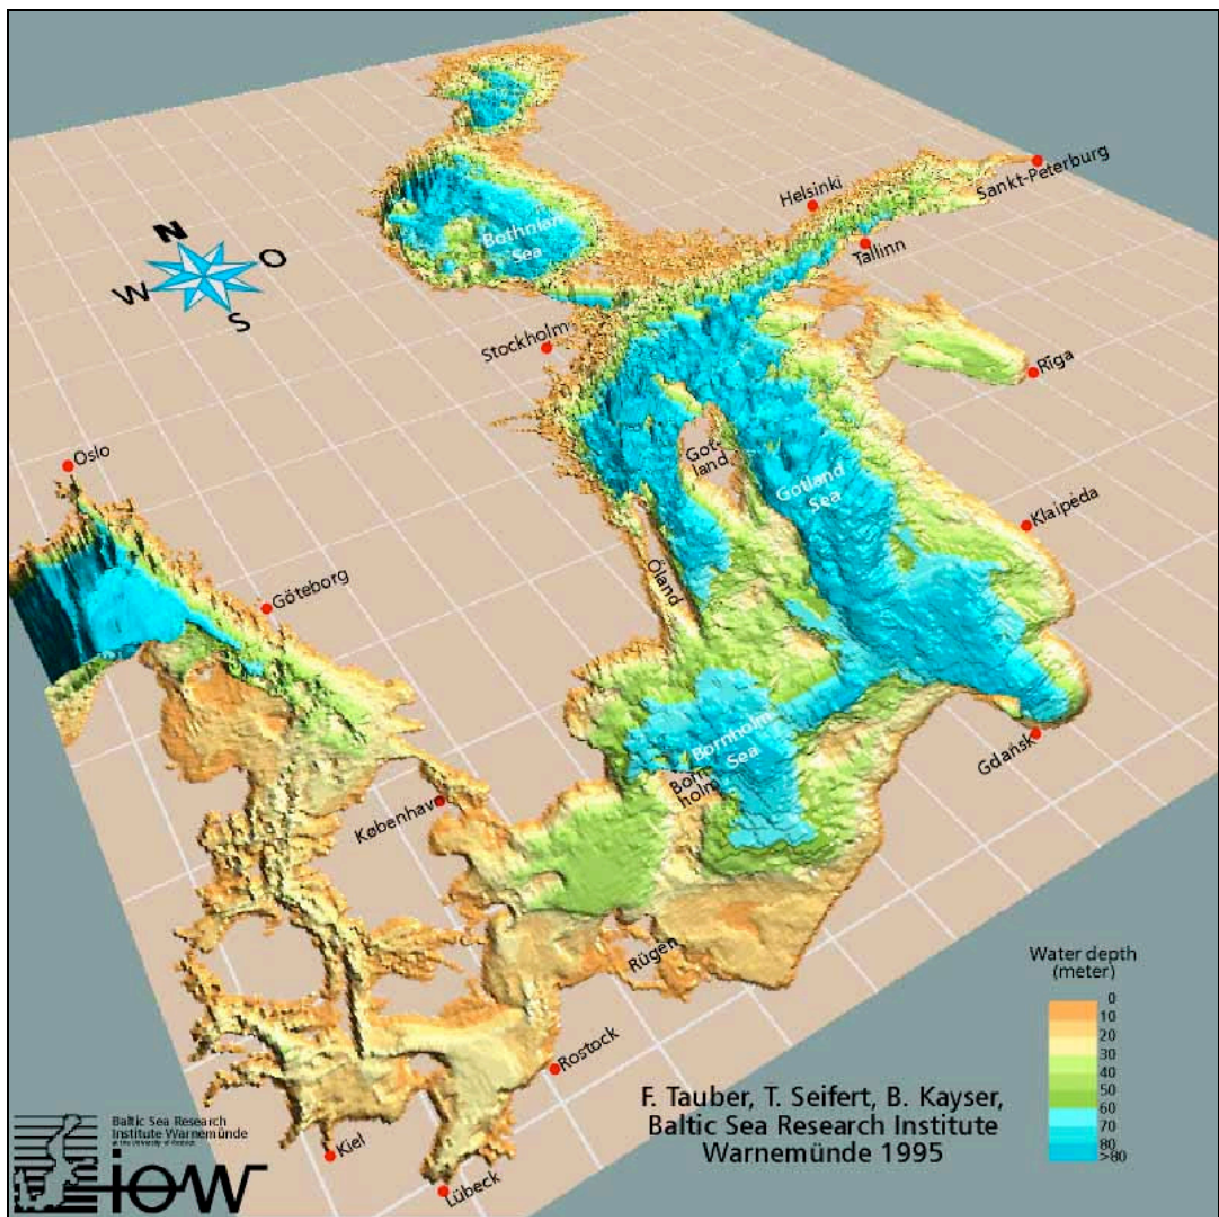 Bothnian
Sea
Helsinki
Sankt-Peterburg
Tallinn
N
O
W
S
Stockholm
Rīga
Oslo
Got-
land
Gotland
Sea
Klaipėda
Öland
Göteborg
Bornholm
Sea
Born-
holm
Gdańsk
København
Rügen
Rostock
Kiel
Lübeck
Water depth
(meter)
0
10
20
30
40
50
60
70
80
>80
F. Tauber, T. Seifert, B. Kayser,
Baltic Sea Research Institute
Warnemünde 1995
Baltic Sea Research
Institute Warnemünde
iow